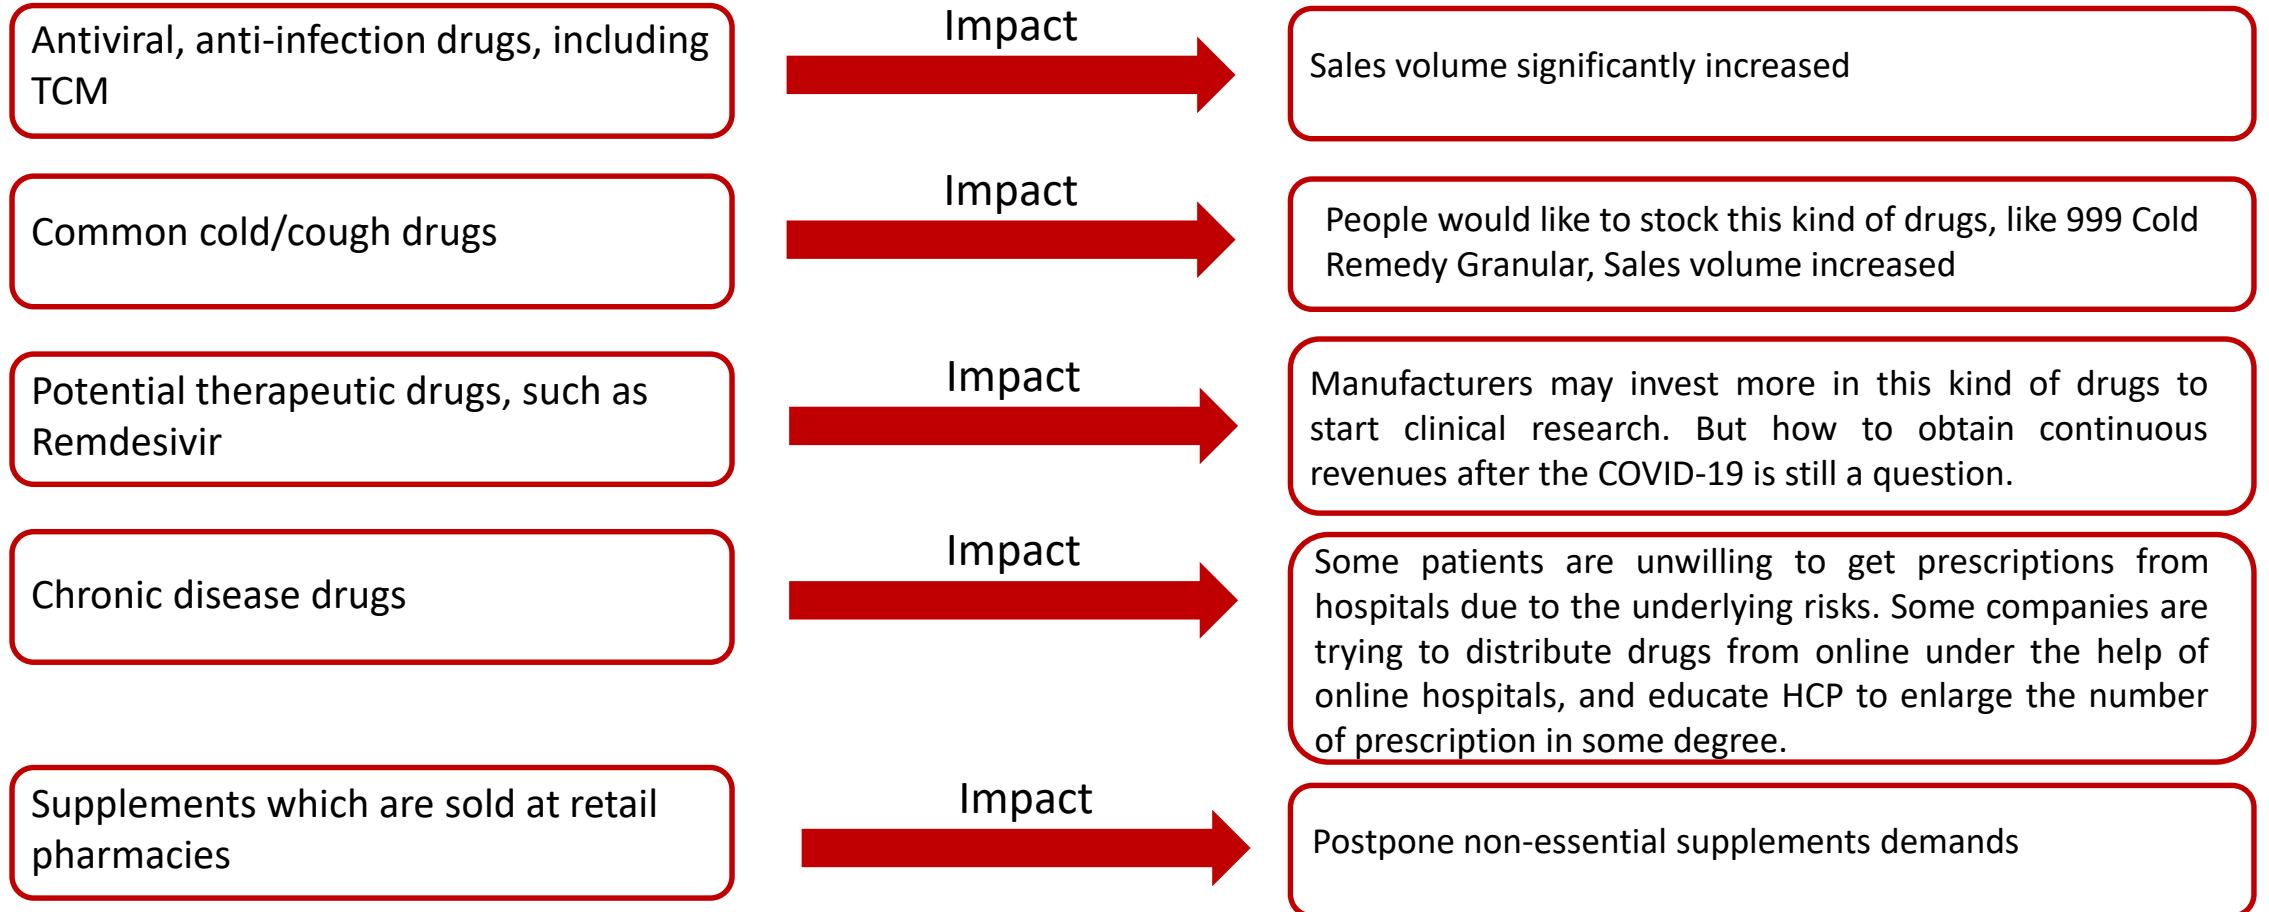 Antiviral, anti-infection drugs, including
TCM
Impact
Sales volume significantly increased
Common cold/cough drugs
Impact
People would like to stock this kind of drugs, like 999 Cold
Remedy Granular, Sales volume increased
Potential therapeutic drugs, such as
Remdesivir
Impact
Manufacturers may invest more in this kind of drugs to
start clinical research. But how to obtain continuous
revenues after the COVID-19 is still a question.
Chronic disease drugs
Impact
Some patients are unwilling to get prescriptions from
hospitals due to the underlying risks. Some companies are
trying to distribute drugs from online under the help of
online hospitals, and educate HCP to enlarge the number
of prescription in some degree.
Supplements which are sold at retail
pharmacies
Impact
Postpone non-essential supplements demands